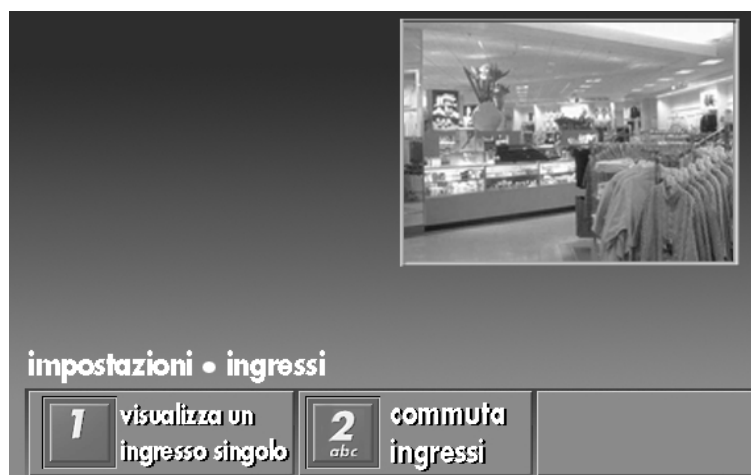 impostazioni • ingressi
1 visualizza un
ingresso singolo
2 commuta
abc ingressi